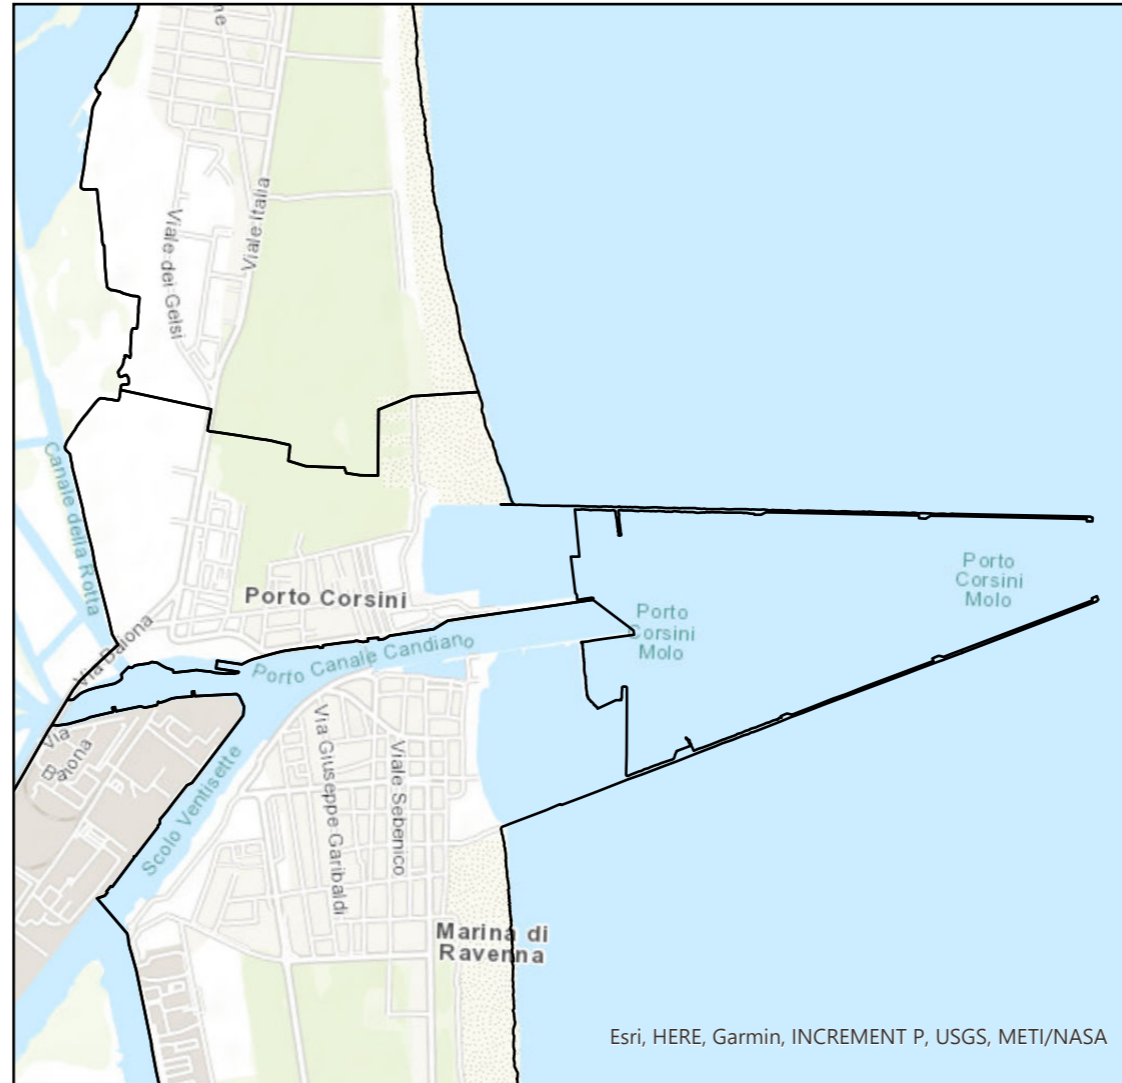 ne
Viale Italia
Viale dei Gelsi
Canale della Rotta
Porto
Corsini
Molo
Porto Corsini
Porto
Corsini
Molo
Via Baiona
Porto Canale Candiano
Via
Baiona
Scolo Ventisette
Via Giuseppe Garibaldi
Viale Sebenico
Marina di
Ravenna
Esri, HERE, Garmin, INCREMENT P, USGS, METI/NASA